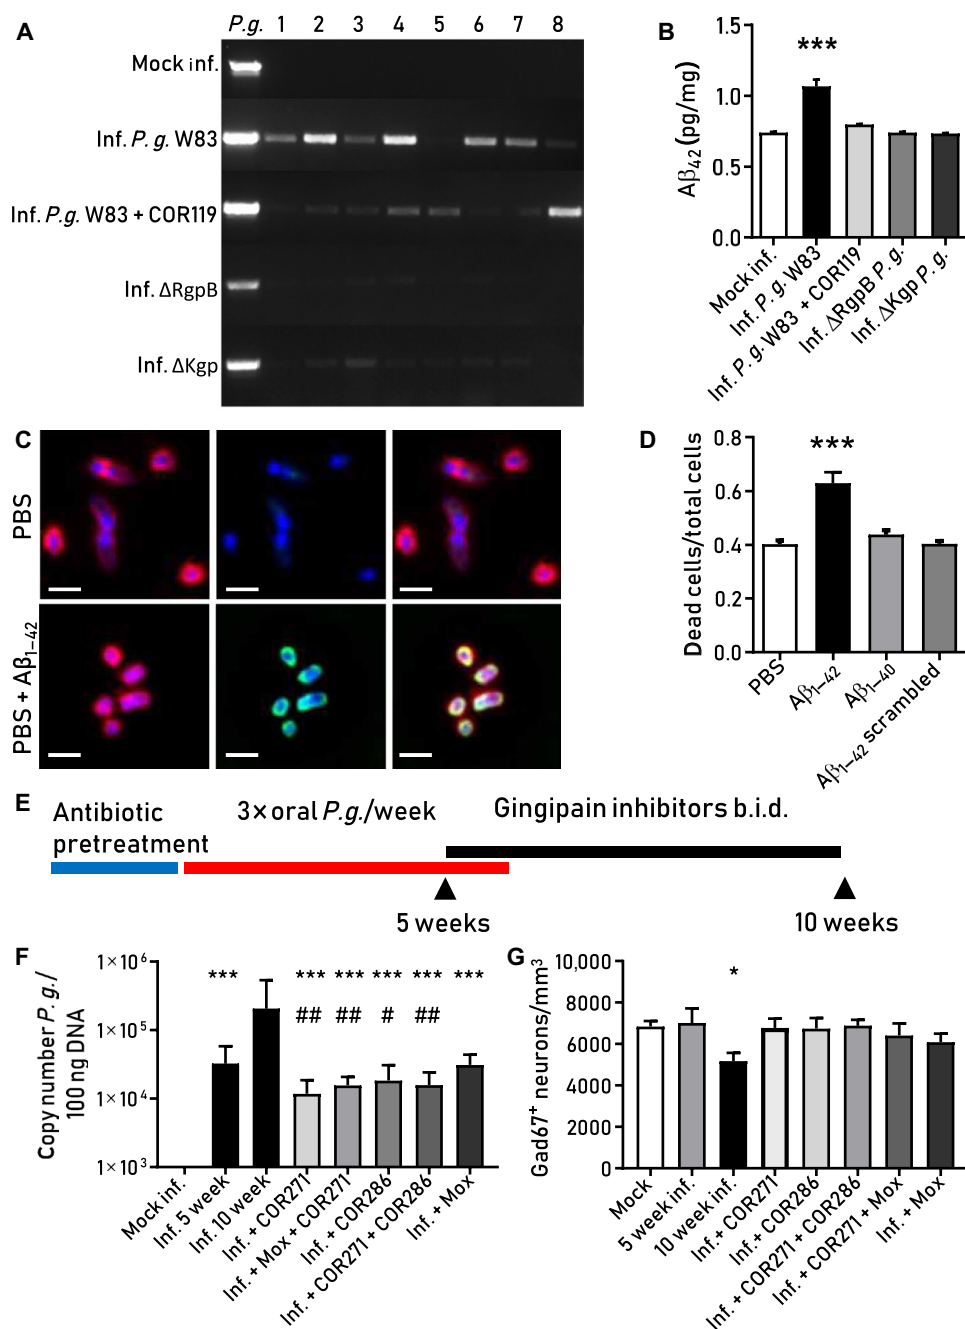 A
P.g. 1 2 3 4 5 6 7 8
Mock inf.
Inf. P.g. W83
Inf. P.g. W83 + COR119
Inf. ΔRgpB
Inf. ΔKgp
B
***
Aβ42 (pg/mg)
1.5
1.0
0.5
0.0
Mock inf.
Inf. P.g. W83
Inf. P.g. W83 + COR119
Inf. ΔRgpB P.g.
Inf. ΔKgp P.g.
C
PBS
PBS + Aβ1–42
D
***
Dead cells/total cells
0.8
0.6
0.4
0.2
0.0
PBS
Aβ1–42
Aβ1–40
Aβ1–42 scrambled
E
Antibiotic
pretreatment
3× oral P.g./week
Gingipain inhibitors b.i.d.
5 weeks
10 weeks
F
Copy number P.g./
100 ng DNA
1×10⁶
1×10⁵
1×10⁴
1×10³
*** *** *** *** *** ***
## ## # ##
Mock inf.
Inf. 5 week
Inf. 10 week
Inf. + COR271
Inf. + Mox + COR271
Inf. + COR286
Inf. + COR271 + COR286
Inf. + Mox
G
Gad67⁺ neurons/mm³
10,000
8000
6000
4000
2000
0
*
Mock
5 week inf.
10 week inf.
Inf. + COR271
Inf. + COR286
Inf. + COR271 + COR286
Inf. + COR271 + Mox
Inf. + Mox